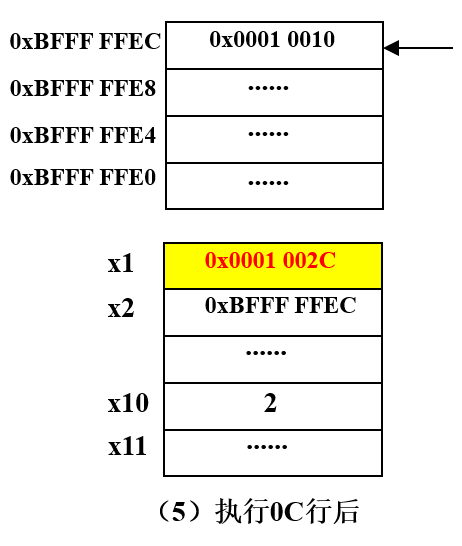 0xBFFF FFEC 0x0001 0010
0xBFFF FFE8 ······
0xBFFF FFE4 ······
0xBFFF FFE0 ······
x1 0x0001 002C
x2 0xBFFF FFEC
······
x10 2
x11 ······
（5）执行0C行后